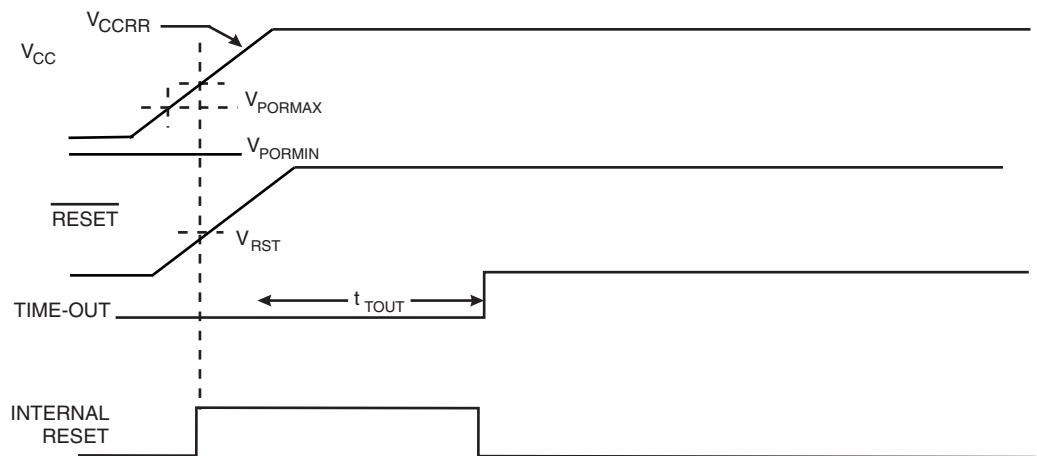 VCCRR
VCC
VPORMAX
VPORMIN
RESET
VRST
TIME-OUT
tTOUT
INTERNAL
RESET